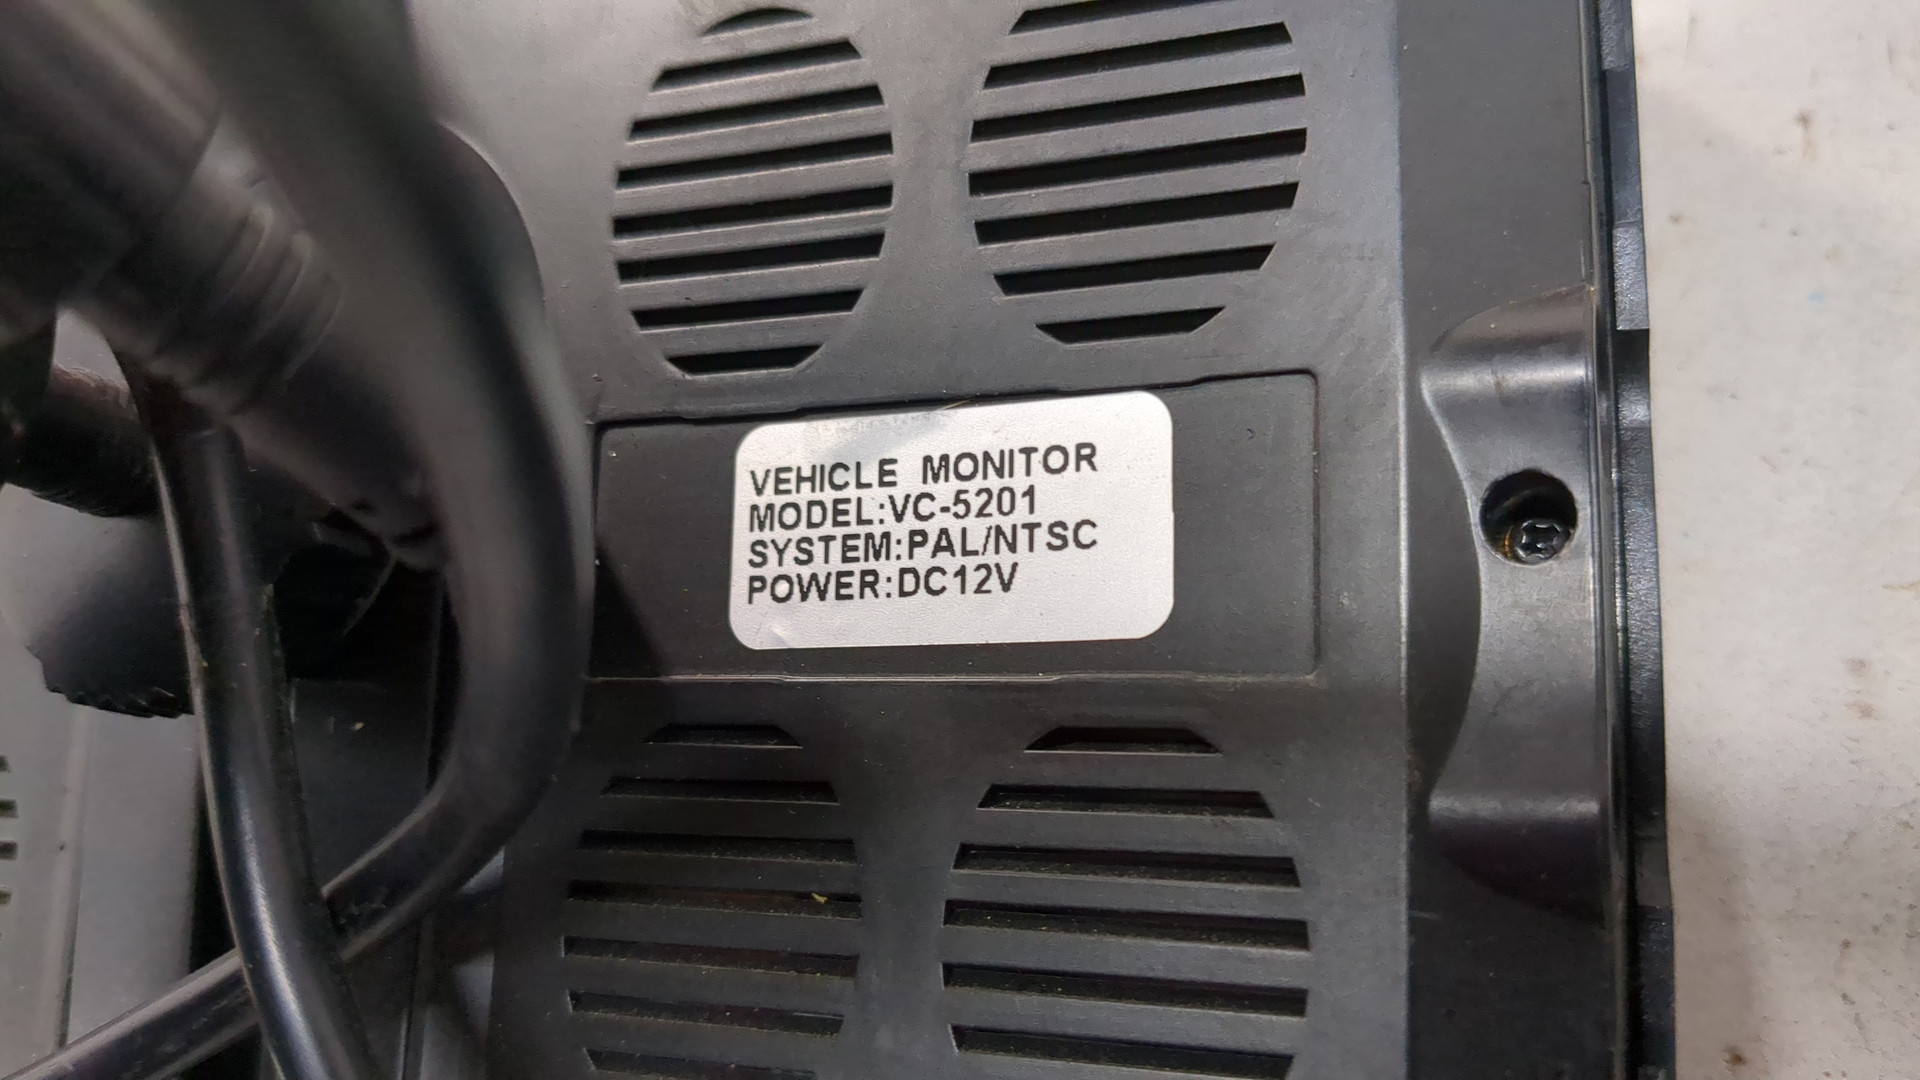 VEHICLE MONITOR
MODEL:VC-5201
SYSTEM:PAL/NTSC
POWER:DC12V